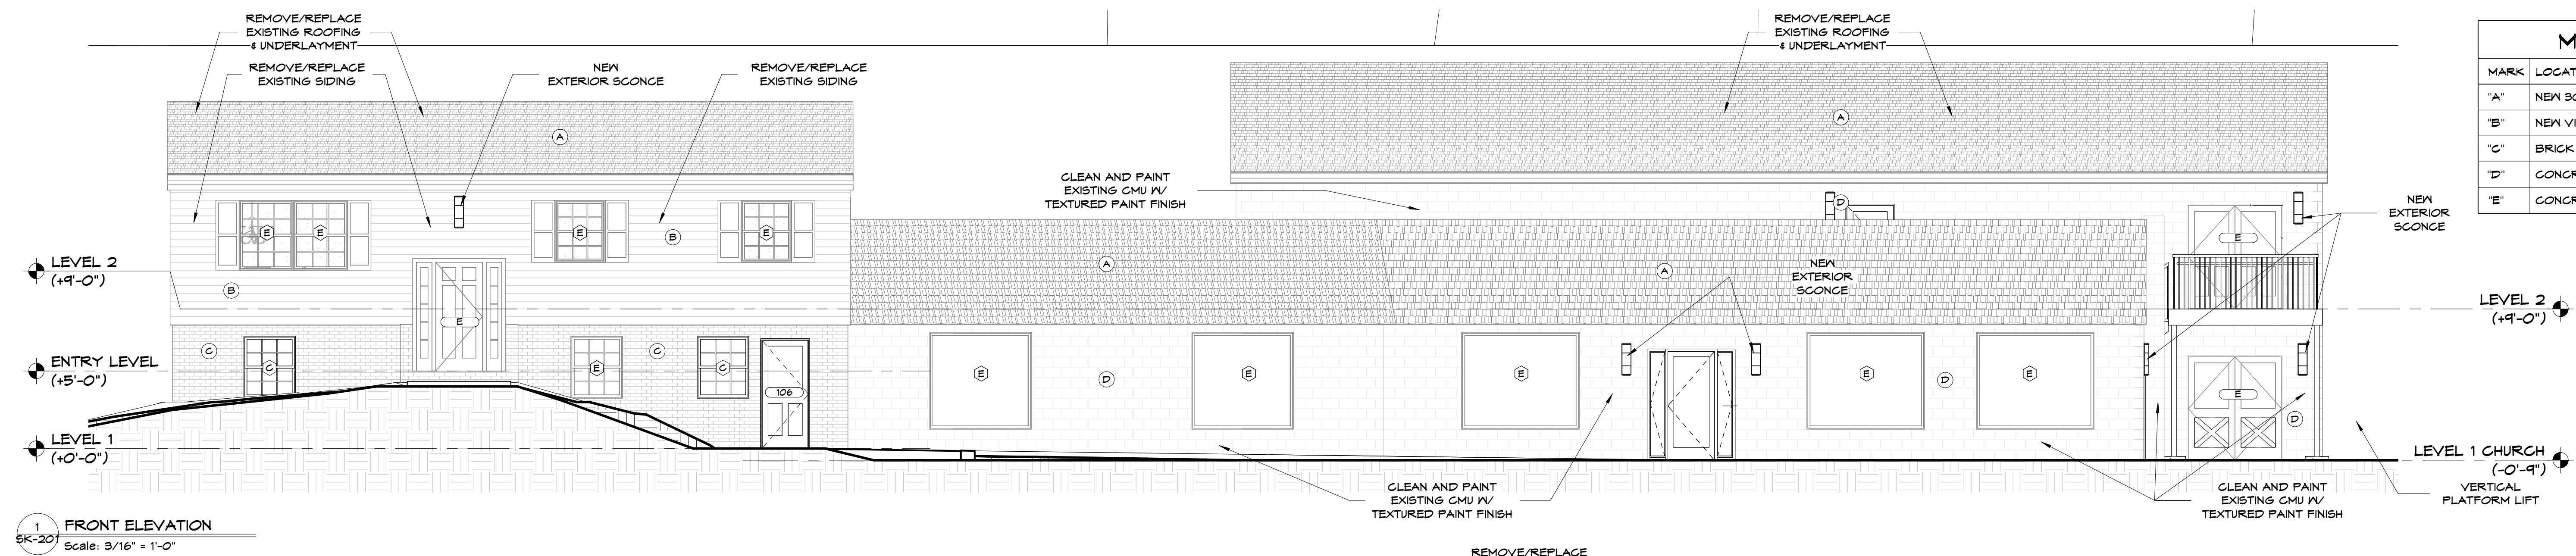 REMOVE/REPLACE
EXISTING ROOFING
& UNDERLAYMENT
REMOVE/REPLACE
EXISTING SIDING
NEW
EXTERIOR SCONCE
REMOVE/REPLACE
EXISTING SIDING
REMOVE/REPLACE
EXISTING ROOFING
& UNDERLAYMENT
MARK
"A"
"B"
"C"
BRICK
"D"
"E"
A
A
CLEAN AND PAINT
EXISTING CMU W/
TEXTURED PAINT FINISH
D
NEW
EXTERIOR
SCONCE
E
E
E
B
E
E
LEVEL 2
(+9'-0")
B
A
A
NEW
EXTERIOR
SCONCE
E
LEVEL 2
(+9'-0")
ENTRY LEVEL
(+5'-0")
C
C
E
C
C
106
E
D
E
E
E
D
E
E
D
LEVEL 1
(+0'-0")
LEVEL 1 CHURCH
(-0'-9")
CLEAN AND PAINT
EXISTING CMU W/
TEXTURED PAINT FINISH
CLEAN AND PAINT
EXISTING CMU W/
TEXTURED PAINT FINISH
VERTICAL
PLATFORM LIFT
1
SK-201
FRONT ELEVATION
Scale: 3/16" = 1'-0"
REMOVE/REPLACE